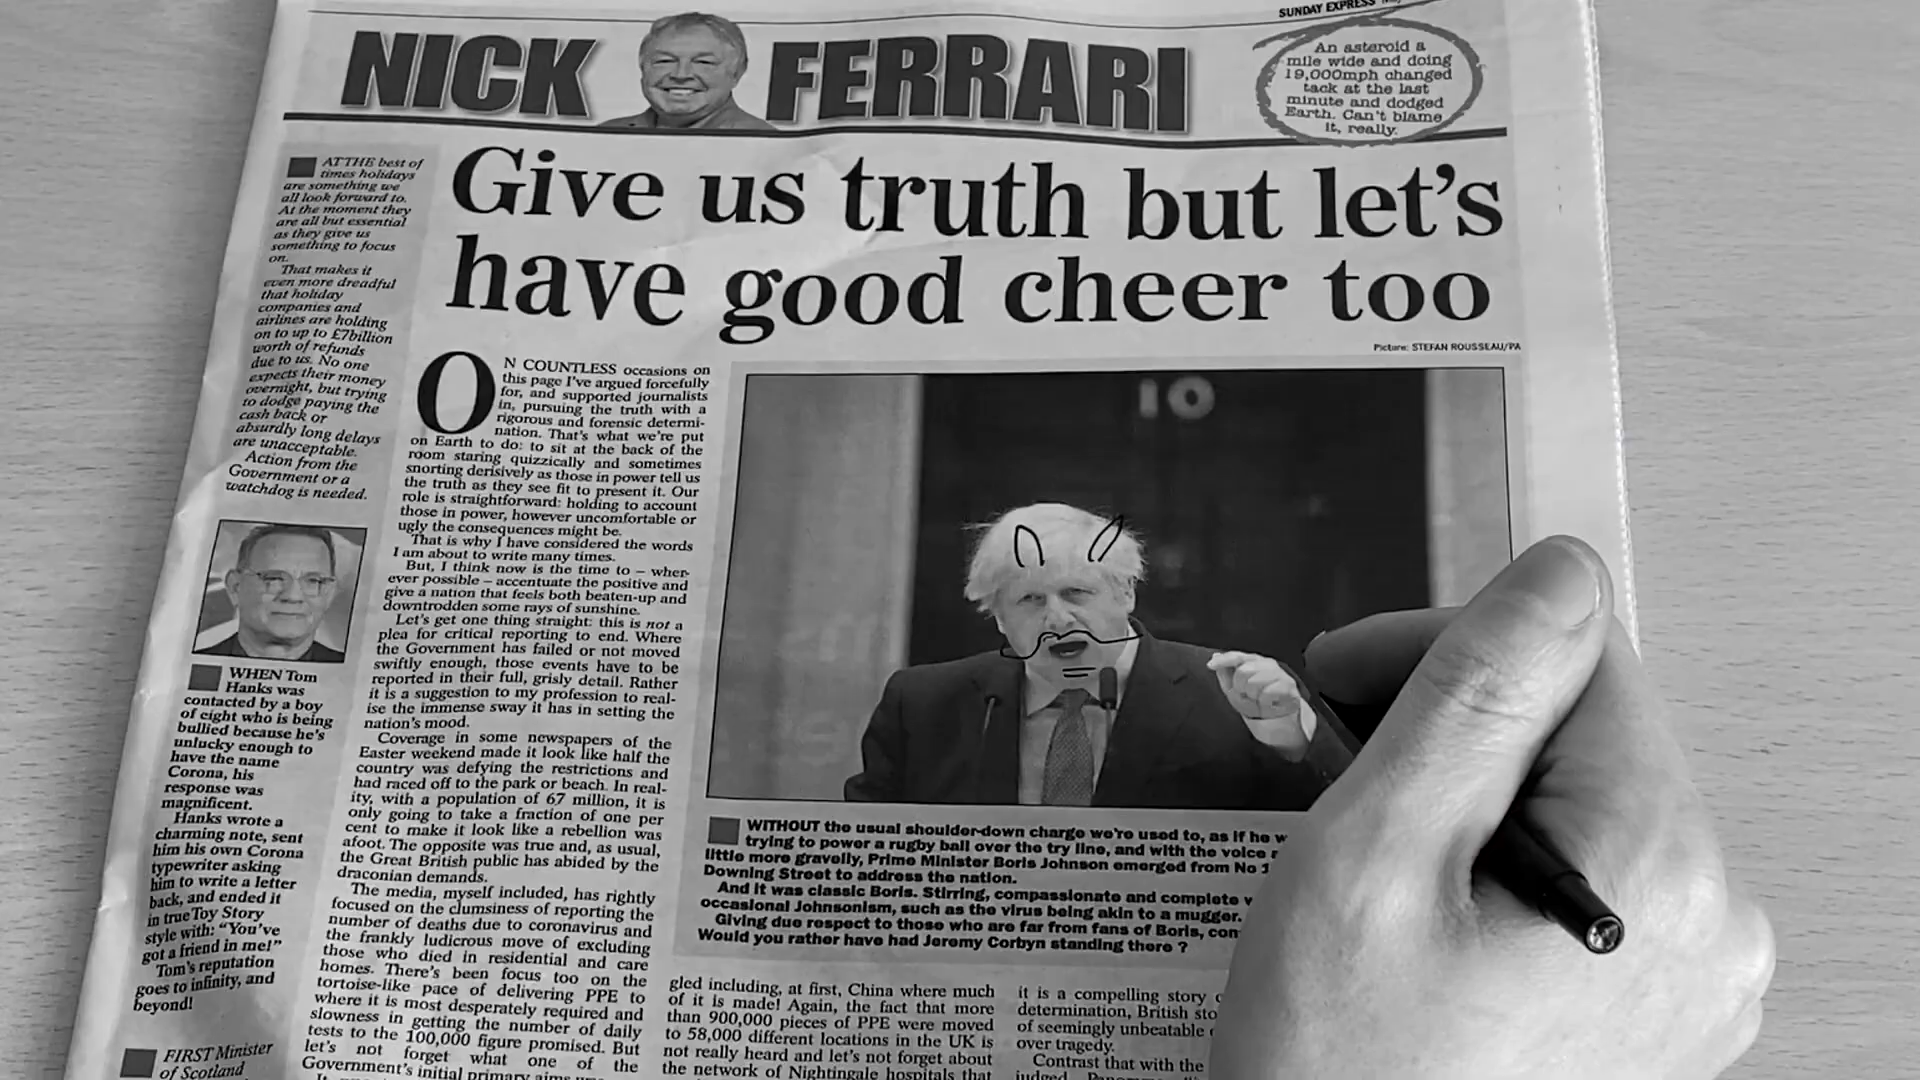 SUNDAY EXPRESS
NICK FERRARI
An asteroid a
mile wide and doing
19,000mph changed
tack at the last
minute and dodged
Earth. Can't blame
it, really.
Give us truth but let's
have good cheer too
AT THE best of
times holidays
are something we
all look forward to.
At the moment they
are all but essential
as they give us
something to focus
on.
That makes it
even more dreadful
that holiday
companies and
airlines are holding
on to up to £7billion
worth of refunds
due to us. No one
expects their money
overnight, but trying
to dodge paying the
cash back or
absurdly long delays
are unacceptable.
Action from the
Government or a
watchdog is needed.
WHEN Tom
Hanks was
contacted by a boy
of eight who is being
bullied because he's
unlucky enough to
have the name
Corona, his
response was
magnificent.
Hanks wrote a
charming note, sent
him his own Corona
typewriter asking
him to write a letter
back, and ended it
in true Toy Story
style with: "You've
got a friend in me!"
Tom's reputation
goes to infinity, and
beyond!
FIRST Minister
of Scotland
ON COUNTLESS occasions on
this page I've argued forcefully
for, and supported journalists
in, pursuing the truth with a
rigorous and forensic determi-
nation. That's what we're put
on Earth to do: to sit at the back of the
room staring quizzically and sometimes
snorting derisively as those in power tell us
the truth as they see fit to present it. Our
role is straightforward: holding to account
those in power, however uncomfortable or
ugly the consequences might be.
That is why I have considered the words
I am about to write many times.
But, I think now is the time to – wher-
ever possible – accentuate the positive and
give a nation that feels both beaten-up and
downtrodden some rays of sunshine.
Let's get one thing straight: this is not a
plea for critical reporting to end. Where
the Government has failed or not moved
swiftly enough, those events have to be
reported in their full, grisly detail. Rather
it is a suggestion to my profession to real-
ise the immense sway it has in setting the
nation's mood.
Coverage in some newspapers of the
Easter weekend made it look like half the
country was defying the restrictions and
had raced off to the park or beach. In real-
ity, with a population of 67 million, it is
only going to take a fraction of one per
cent to make it look like a rebellion was
afoot. The opposite was true and, as usual,
the Great British public has abided by the
draconian demands.
The media, myself included, has rightly
focused on the clumsiness of reporting the
number of deaths due to coronavirus and
the frankly ludicrous move of excluding
those who died in residential and care
homes. There's been focus too on the
tortoise-like pace of delivering PPE to
where it is most desperately required and
slowness in getting the number of daily
tests to the 100,000 figure promised. But
let's not forget what one of the
Government's initial primary aims
Picture: STEFAN ROUSSEAU/PA
10
WITHOUT the usual shoulder-down charge we're used to, as if he
trying to power a rugby ball over the try line, and with the voice
little more gravelly, Prime Minister Boris Johnson emerged from No
Downing Street to address the nation.
And it was classic Boris. Stirring, compassionate and complete
occasional Johnsonism, such as the virus being akin to a mugger.
Giving due respect to those who are far from fans of Boris,
Would you rather have had Jeremy Corbyn standing there ?
gled including, at first, China where much
of it is made! Again, the fact that more
than 900,000 pieces of PPE were moved
to 58,000 different locations in the UK is
not really heard and let's not forget about
the network of Nightingale hospitals that
it is a compelling story
determination, British
of seemingly unbeatable
over tragedy.
Contrast that with the